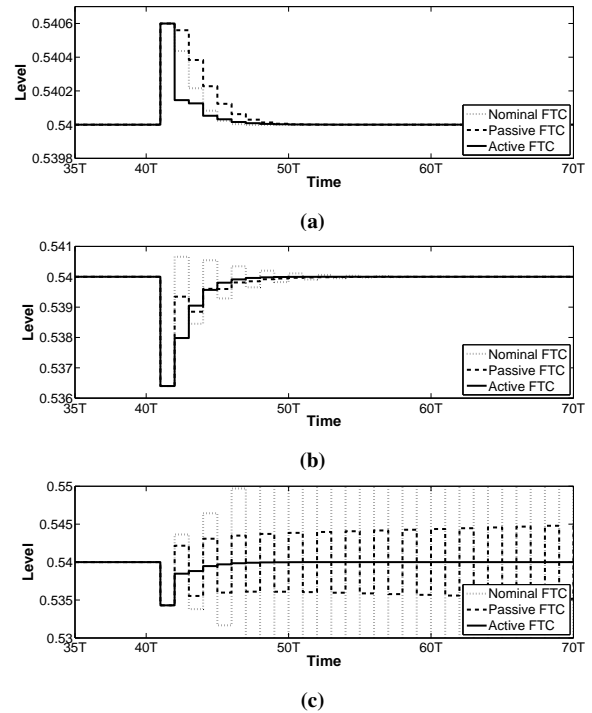 0.5406
0.5404
0.5402
0.54
0.5398
Level
35T 40T 50T 60T 70T
Time
Nominal FTC
Passive FTC
Active FTC
(a)
0.541
0.54
0.539
0.538
0.537
0.536
Level
35T 40T 50T 60T 70T
Time
Nominal FTC
Passive FTC
Active FTC
(b)
0.55
0.545
0.54
0.535
0.53
Level
35T 40T 50T 60T 70T
Time
Nominal FTC
Passive FTC
Active FTC
(c)